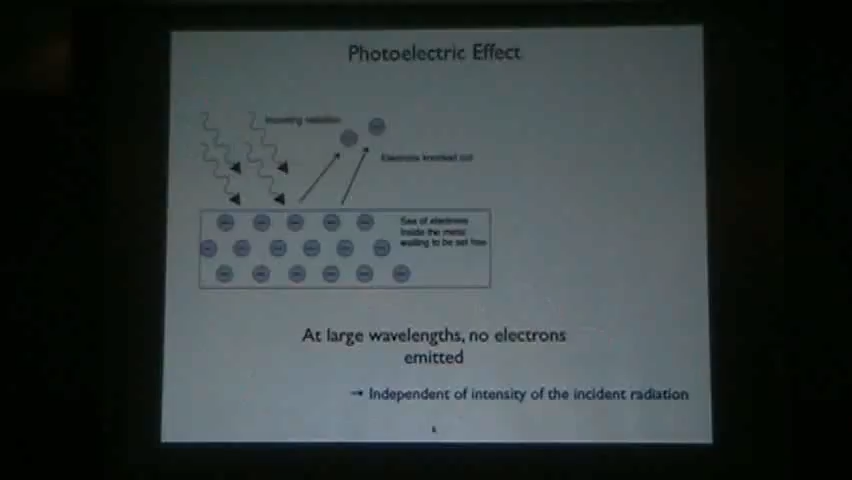 Photoelectric Effect
Incoming radiation
Electrons knocked out
Sea of electrons
Inside the metal
waiting to be set free
At large wavelengths, no electrons
emitted
→ Independent of intensity of the incident radiation